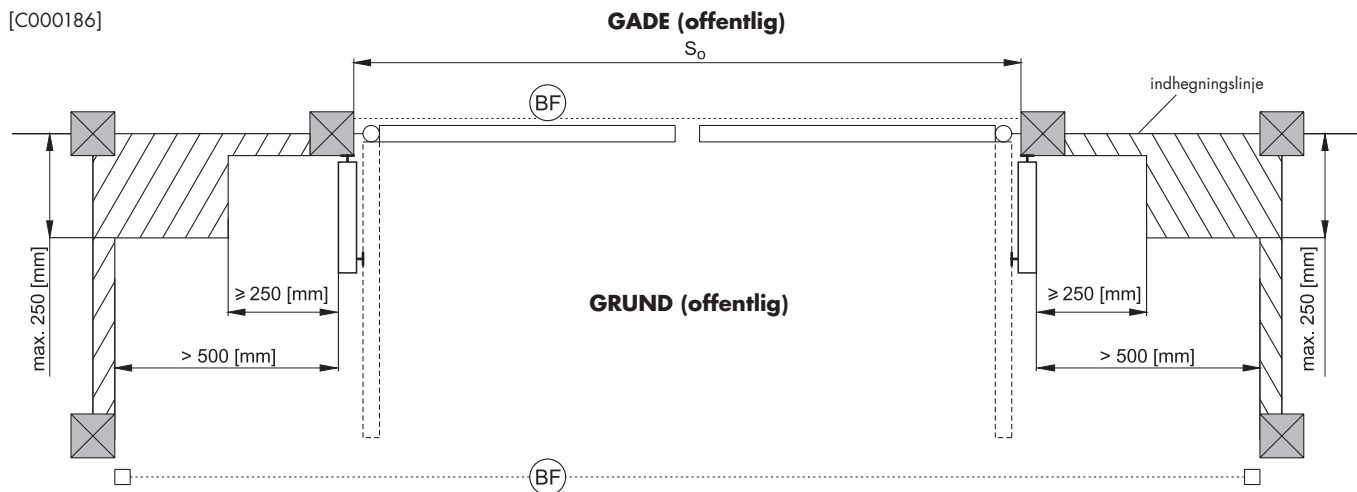 [C000186]
GADE (offentlig)
So
BF
indhegningslinje
max. 250 [mm]
≥ 250 [mm]
> 500 [mm]
GRUND (offentlig)
≥ 250 [mm]
> 500 [mm]
max. 250 [mm]
BF